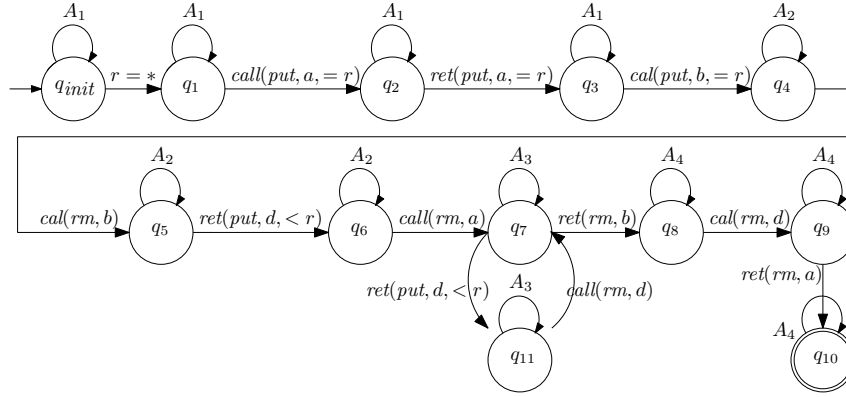 A₁ A₁ A₁ A₁ A₂
q_init r = ∗ q₁ call(put, a, = r) q₂ ret(put, a, = r) q₃ cal(put, b, = r) q₄
A₂ A₂ A₃ A₄ A₄
cal(rm, b) q₅ ret(put, d, < r) q₆ call(rm, a) q₇ ret(rm, b) q₈ cal(rm, d) q₉
ret(put, d, < r) A₃ call(rm, d) ret(rm, a)
q₁₁ A₄ q₁₀